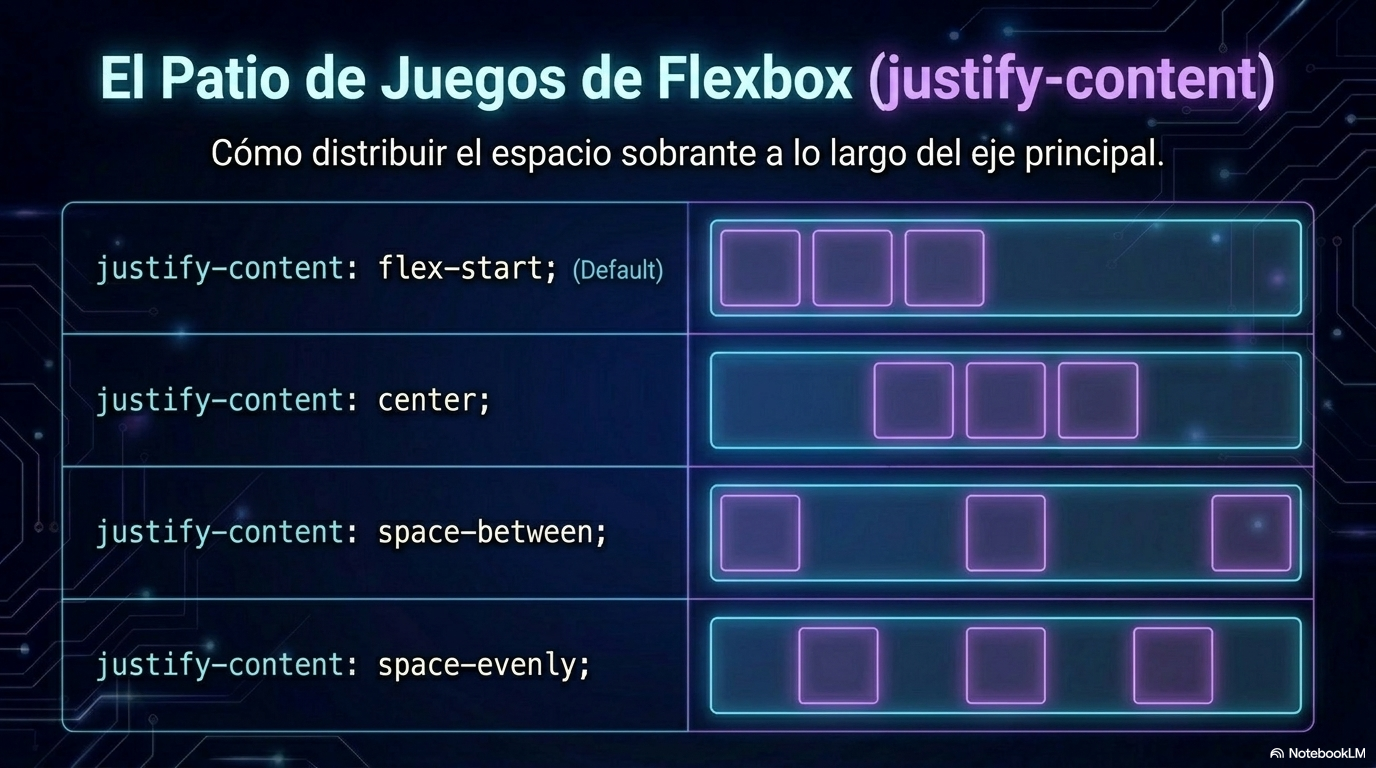 El Patio de Juegos de Flexbox (justify-content)
Cómo distribuir el espacio sobrante a lo largo del eje principal.
justify-content: flex-start; (Default)
justify-content: center;
justify-content: space-between;
justify-content: space-evenly;
NotebookLM